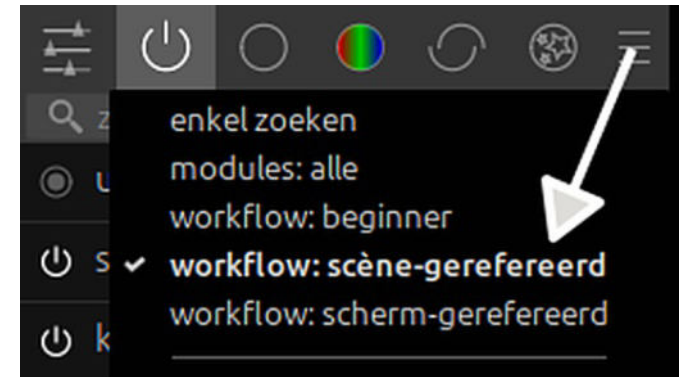 enkel zoeken
modules: alle
workflow: beginner
workflow: scène-gerefereerd
workflow: scherm-gerefereerd